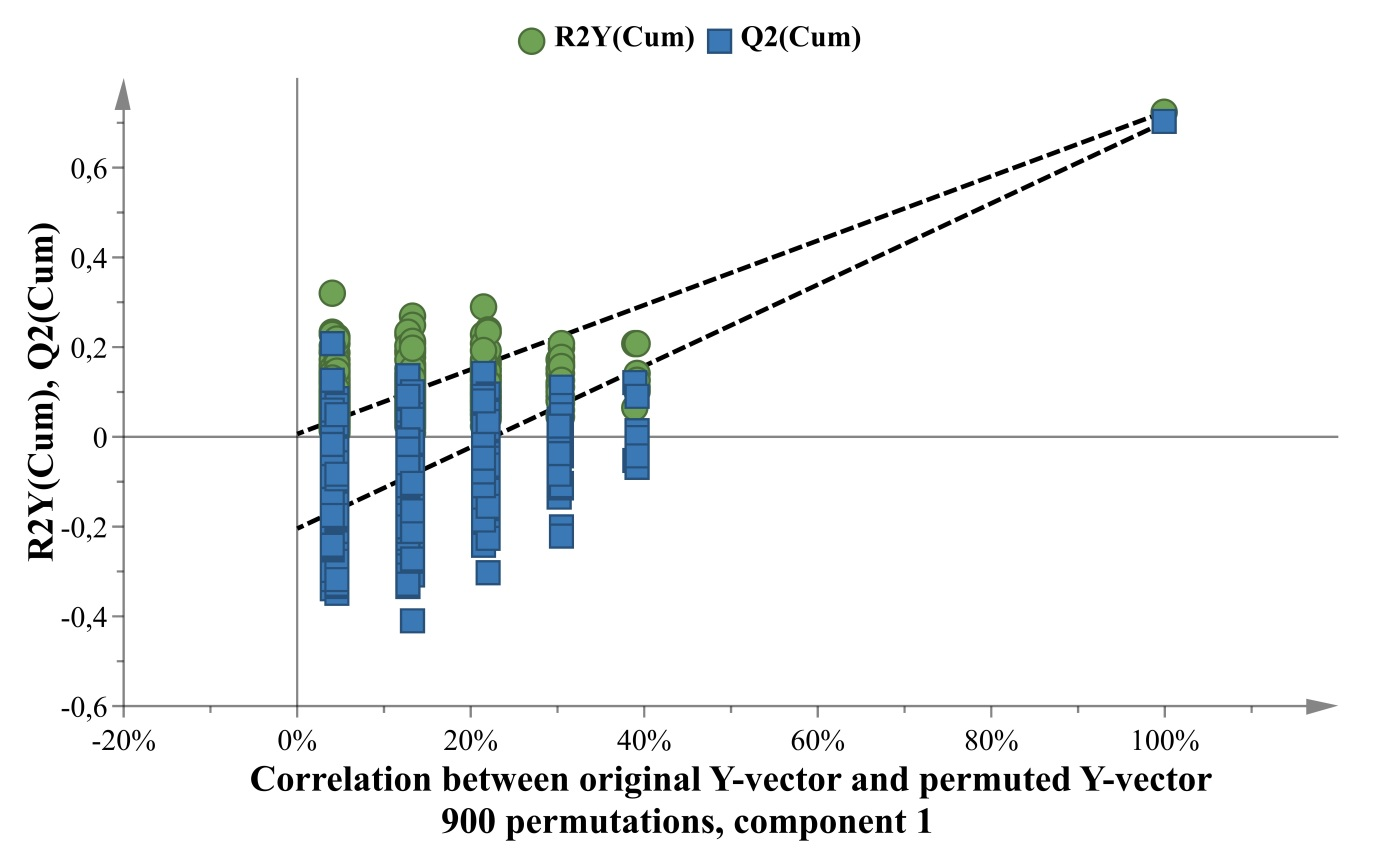 R2Y(Cum) Q2(Cum)
R2Y(Cum), Q2(Cum)
0,6
0,4
0,2
0
-0,2
-0,4
-0,6
-20% 0% 20% 40% 60% 80% 100%
Correlation between original Y-vector and permuted Y-vector
900 permutations, component 1